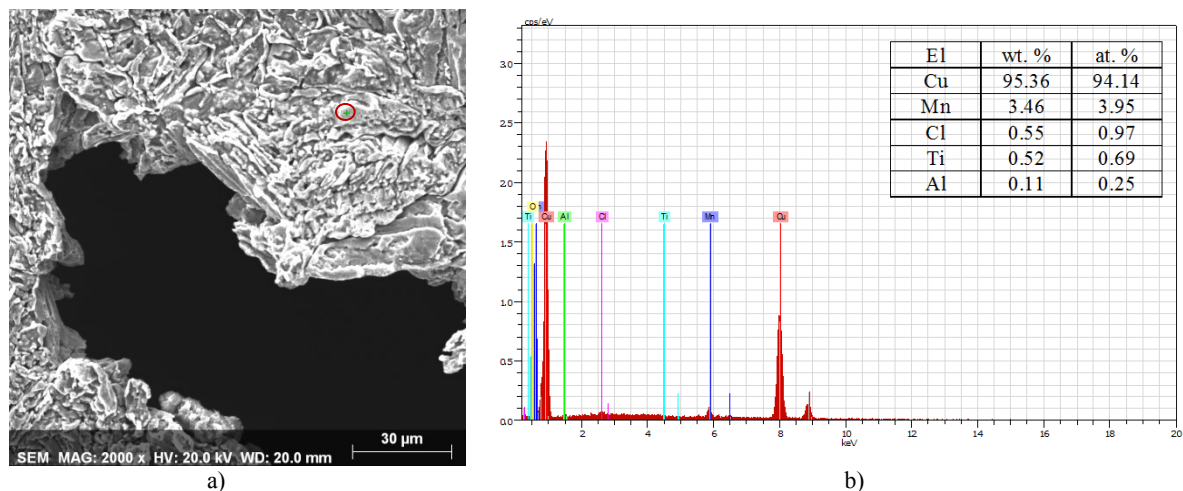 SEM MAG: 2000 x HV: 20.0 kV WD: 20.0 mm
30 µm
a)
cps/eV
3.0
2.5
2.0
1.5
1.0
0.5
0.0
Ti
O
Cu
Al
Cl
Ti
Mn
Cu
2 4 6 8 10 12 14 16 18 20
keV
El wt. % at. %
Cu 95.36 94.14
Mn 3.46 3.95
Cl 0.55 0.97
Ti 0.52 0.69
Al 0.11 0.25
b)